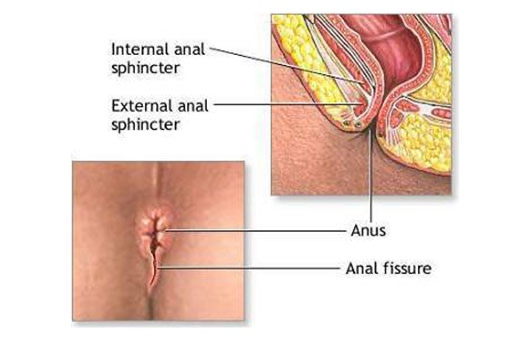 Internal anal
sphincter
External anal
sphincter
Anus
Anal fissure